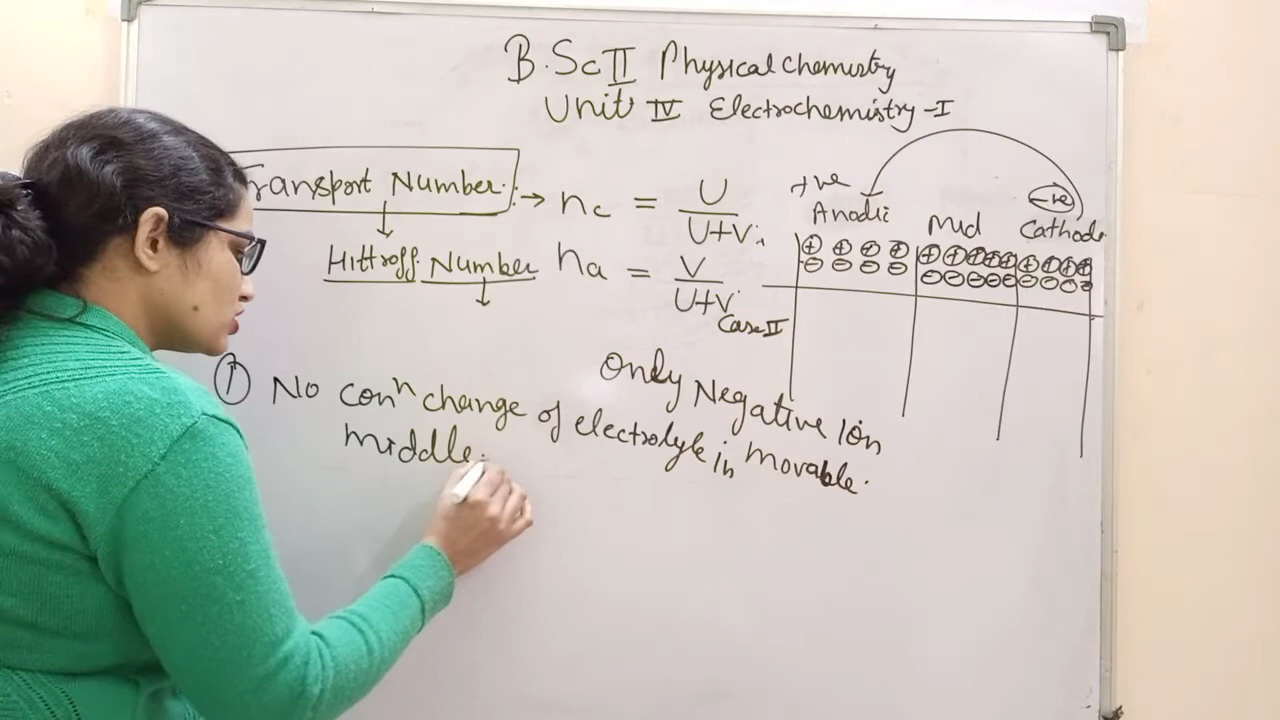 B.Sc II Physical Chemistry
Unit IV Electrochemistry-I
Transport Number. : → nc = U / U+V
Hittroff Number na = V / U+V
+ve
Anodic
Mid
-ve
Cathode
Case II
Only Negative Ion
movable.
① No conⁿ change of electrolyte in
middle.